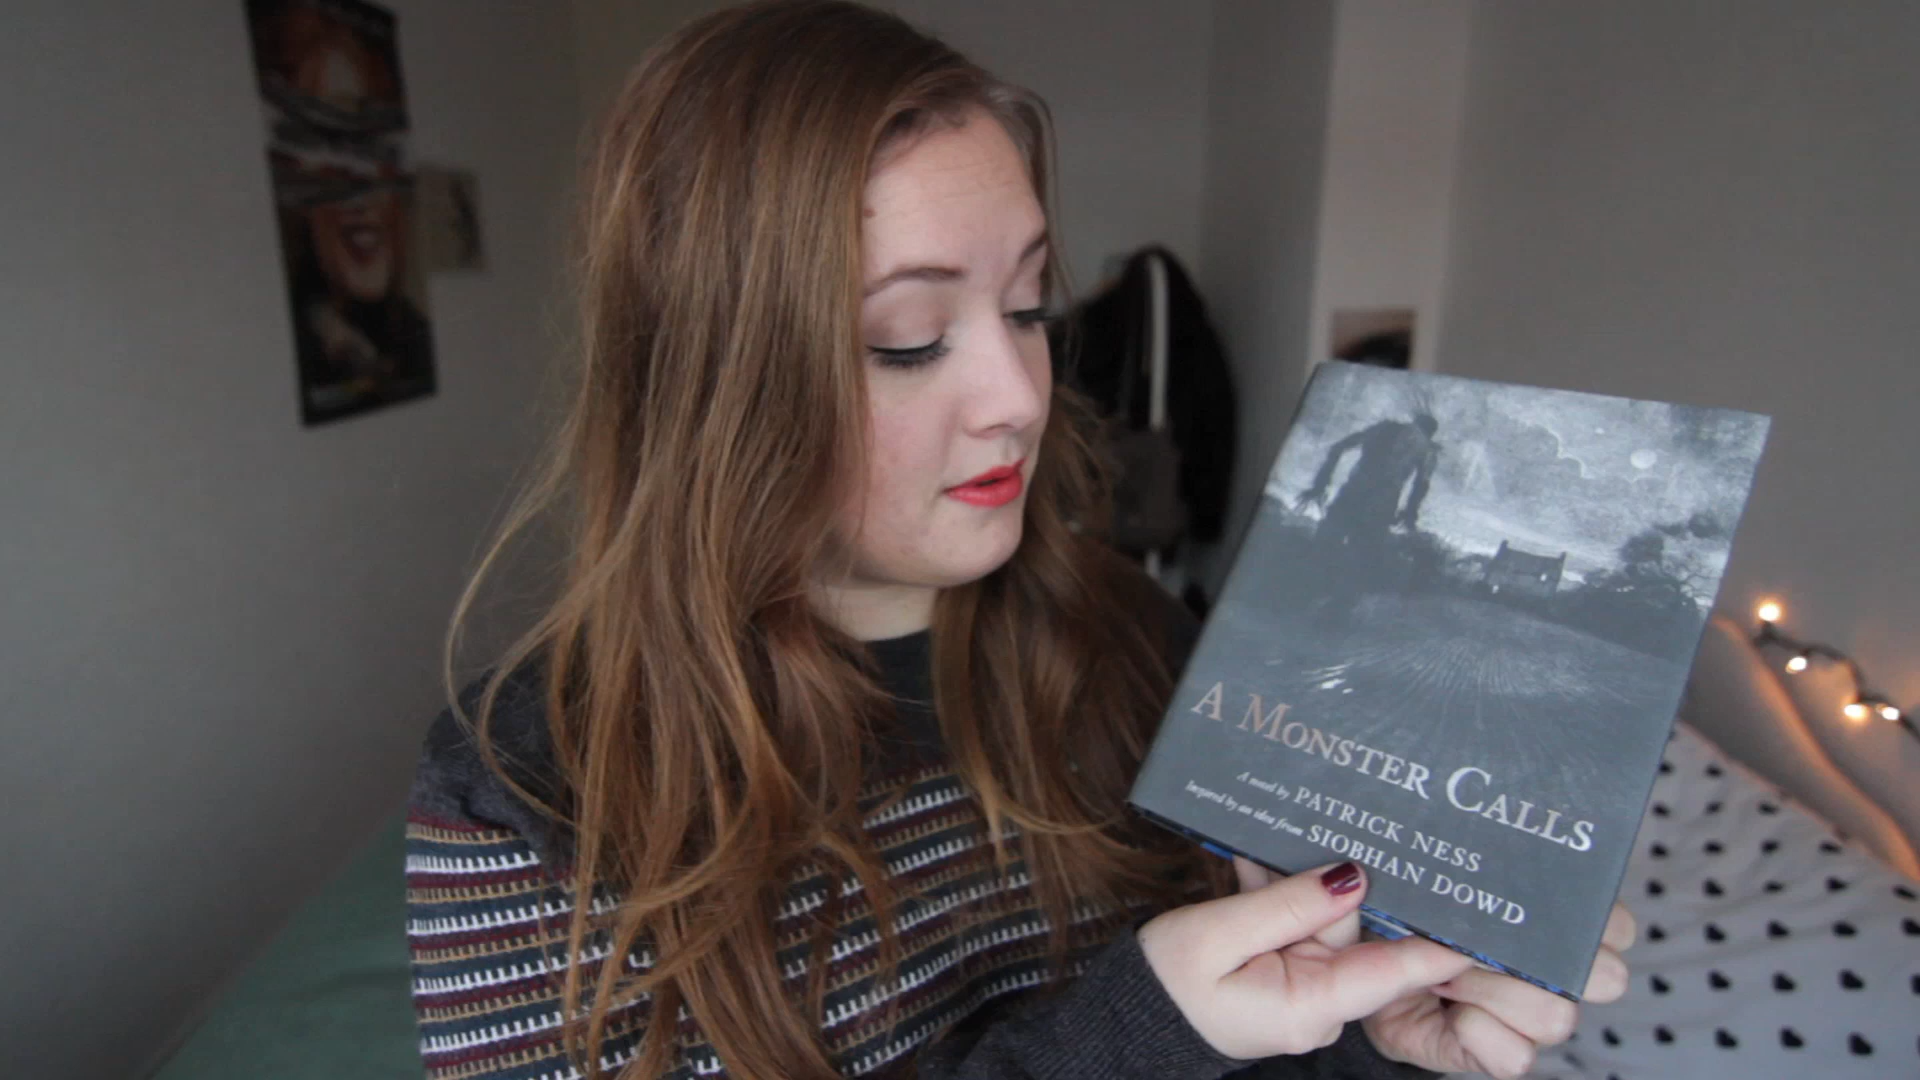 A MONSTER CALLS
A novel by PATRICK NESS
Inspired by an idea from SIOBHAN DOWD